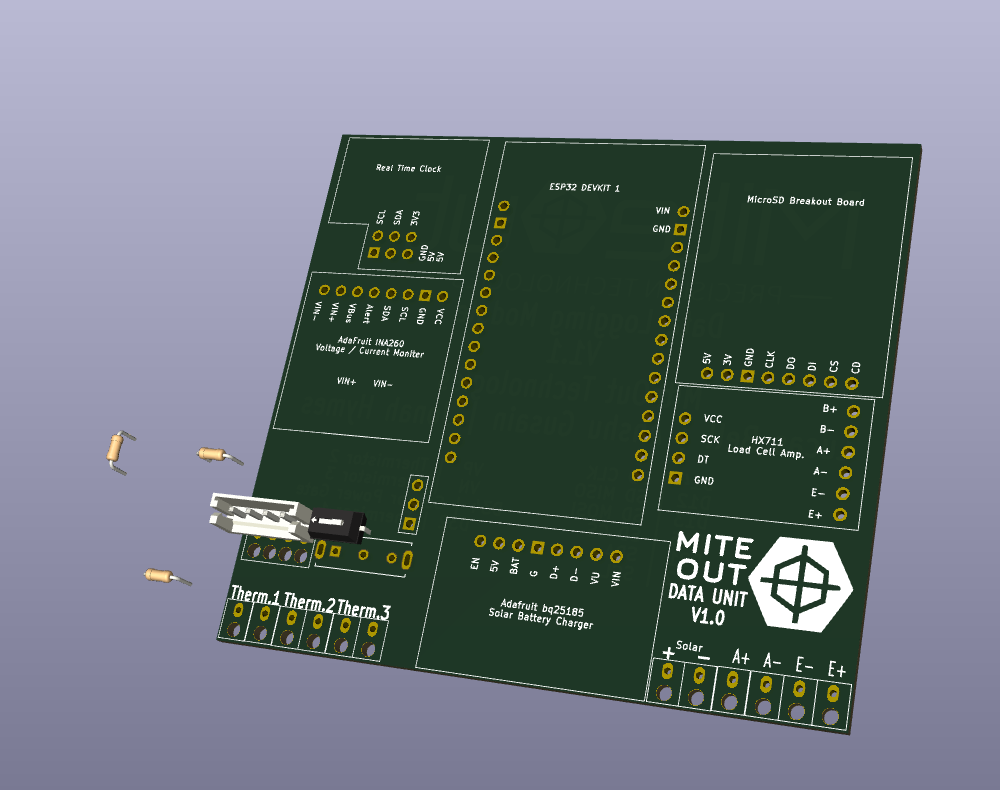 Real Time Clock
SCL
SDA
3V3
GND
5V
5V
ESP32 DEVKIT 1
VIN
GND
MicroSD Breakout Board
5V
3V
GND
CLK
DO
DI
CS
CD
VIN-
VIN+
VBus
Alert
SDA
SCL
GND
VCC
AdaFruit INA260
Voltage / Current Moniter
VIN+ VIN-
VCC
SCK
DT
GND
HX711
Load Cell Amp.
B+
B-
A+
A-
E-
E+
EN
5V
BAT
G
D+
D-
VU
VIN
Adafruit bq25185
Solar Battery Charger
MITE
OUT
DATA UNIT
V1.0
Therm.1 Therm.2 Therm.3
Solar
+ - A+ A- E- E+